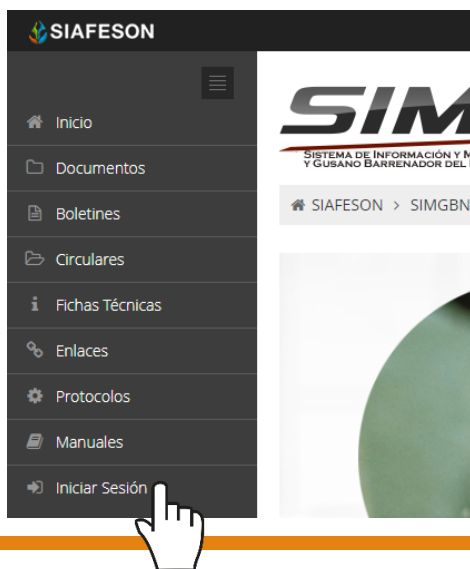 SIAFESON
Inicio
Documentos
Boletines
Circulares
Fichas Técnicas
Enlaces
Protocolos
Manuales
Iniciar Sesión
SIM
SISTEMA DE INFORMACIÓN Y
Y GUSANO BARRENADOR DEL
SIAFESON > SIMGBN